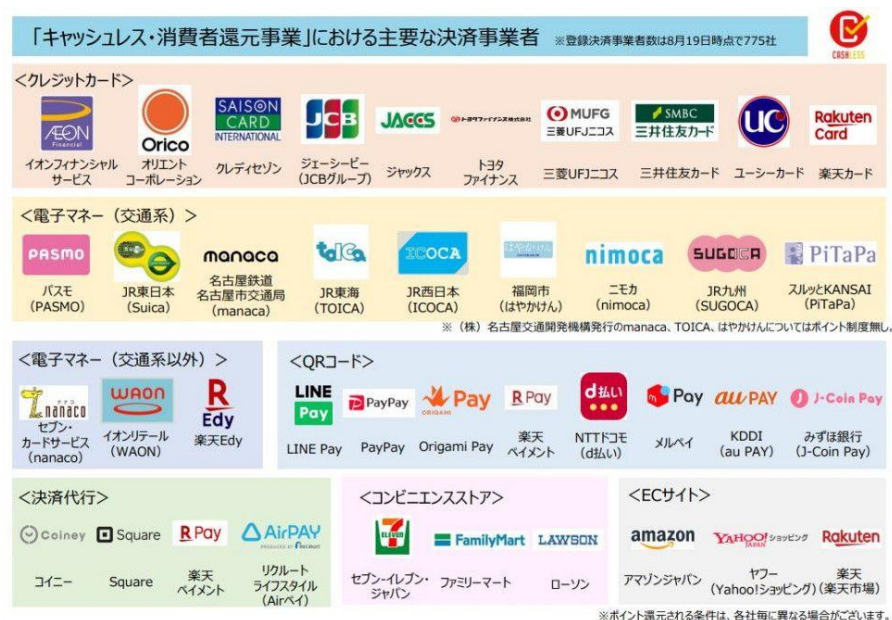 「キャッシュレス・消費者還元事業」における主要な決済事業者 ※登録決済事業者数は8月19日時点で775社
CASHLESS
<クレジットカード>
AEON Financial
Orico
SAISON CARD INTERNATIONAL
JCB
JACCS
トヨタファイナンス株式会社
MUFG 三菱UFJニコス
SMBC 三井住友カード
UC
Rakuten Card
イオンフィナンシャルサービス
オリエントコーポレーション
クレディセゾン
ジェーシービー(JCBグループ)
ジャックス
トヨタファイナンス
三菱UFJニコス
三井住友カード
ユーシーカード
楽天カード
<電子マネー(交通系)>
PASMO
manaca
TOICA
ICOCA
はやかけん
nimoca
SUGOCA
PiTaPa
パスモ(PASMO)
JR東日本(Suica)
名古屋鉄道 名古屋市交通局(manaca)
JR東海(TOICA)
JR西日本(ICOCA)
福岡市(はやかけん)
ニモカ(nimoca)
JR九州(SUGOCA)
スルッとKANSAI(PiTaPa)
※(株)名古屋交通開発機構発行のmanaca、TOICA、はやかけんについてはポイント制度無し。
<電子マネー(交通系以外)>
ナナコ nanaco
WAON
R Edy
セブン・カードサービス(nanaco)
イオンリテール(WAON)
楽天Edy
<QRコード>
LINE Pay
PayPay
ORIGAMI Pay
R Pay
d払い
Pay
au PAY
J-Coin Pay
LINE Pay
PayPay
Origami Pay
楽天ペイメント
NTTドコモ(d払い)
メルペイ
KDDI(au PAY)
みずほ銀行(J-Coin Pay)
<決済代行>
Coiney
Square
R Pay
AirPAY
PRODUCED BY RECRUIT
コイニー
Square
楽天ペイメント
リクルートライフスタイル(Airペイ)
<コンビニエンスストア>
7 ELEVEN
FamilyMart
LAWSON
セブン-イレブン・ジャパン
ファミリーマート
ローソン
<ECサイト>
amazon
YAHOO! JAPAN ショッピング
Rakuten
アマゾンジャパン
ヤフー(Yahoo!ショッピング)
楽天(楽天市場)
※ポイント還元される条件は、各社毎に異なる場合がございます。